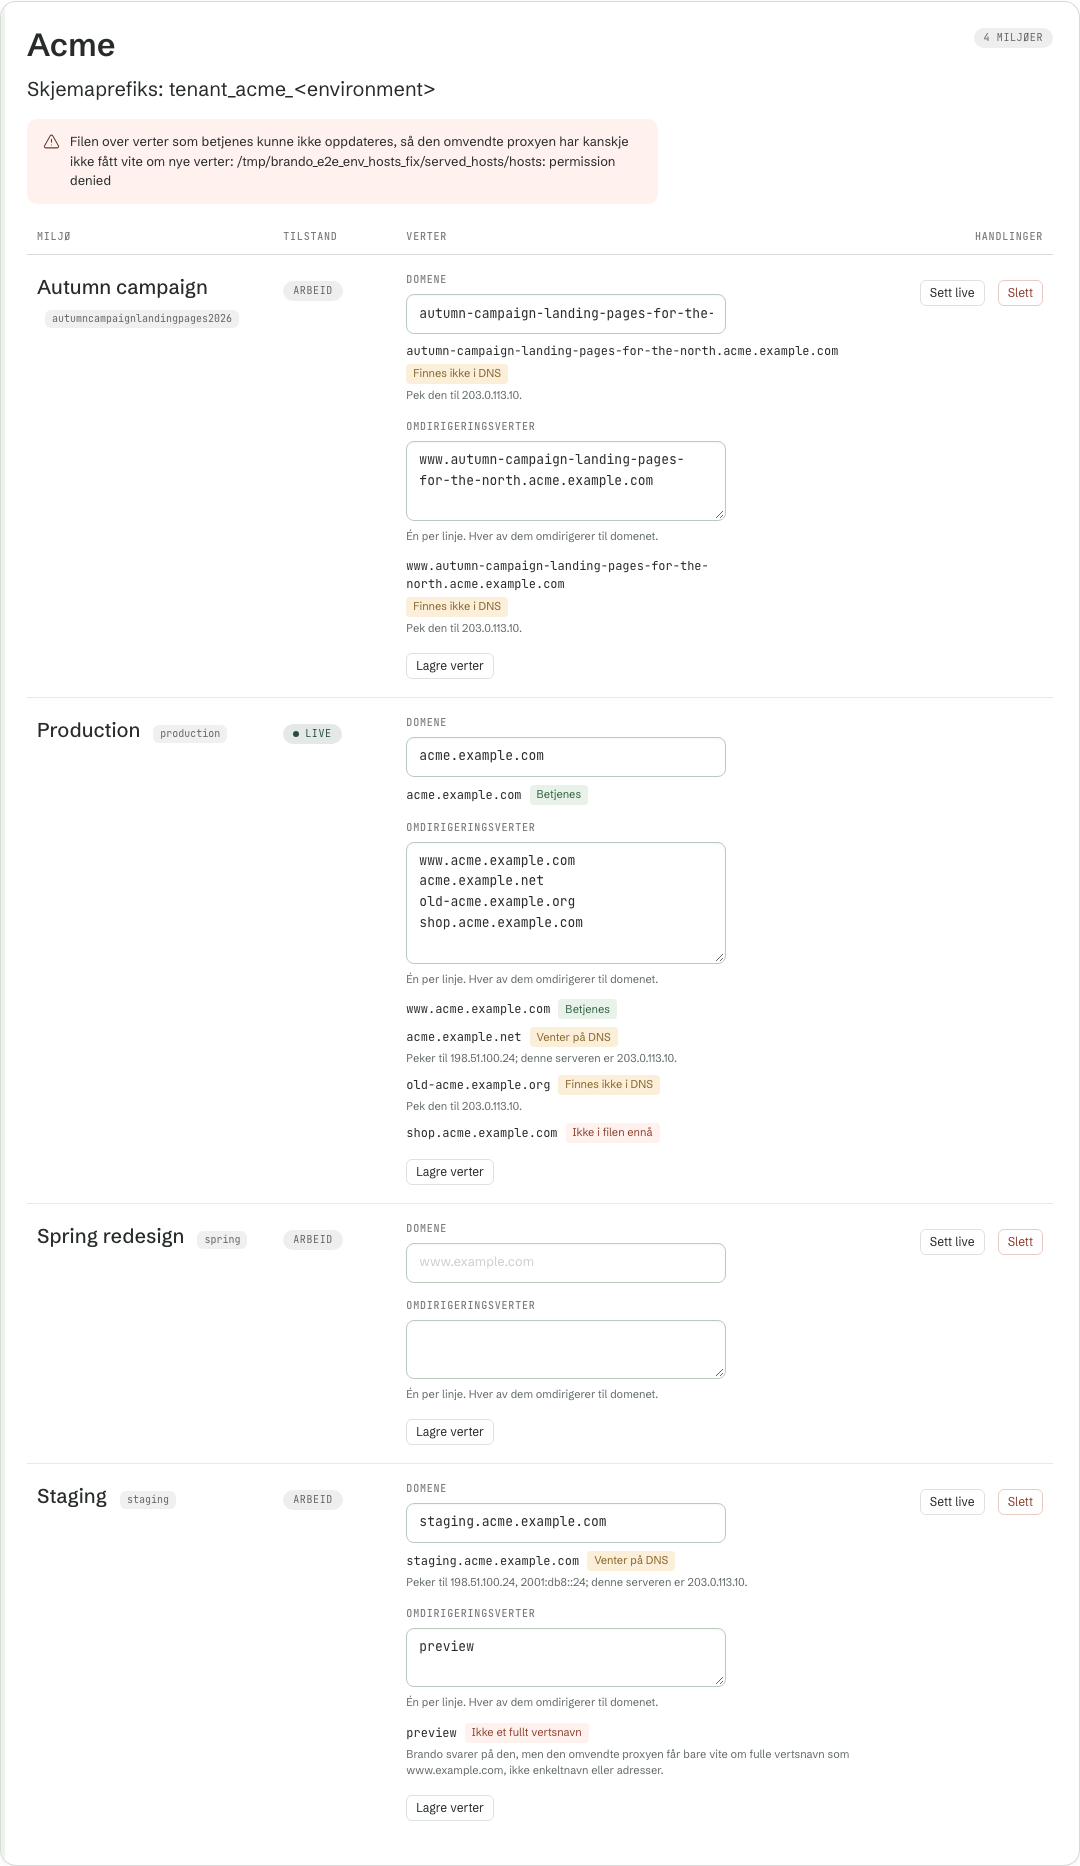 Acme
4 MILJØER
Skjemaprefiks: tenant_acme_<environment>
Filen over verter som betjenes kunne ikke oppdateres, så den omvendte proxyen har kanskje
ikke fått vite om nye verter: /tmp/brando_e2e_env_hosts_fix/served_hosts/hosts: permission
denied
MILJØ TILSTAND VERTER HANDLINGER
Autumn campaign
autumncampaignlandingpages2026
ARBEID
DOMENE
autumn-campaign-landing-pages-for-the-
autumn-campaign-landing-pages-for-the-north.acme.example.com
Finnes ikke i DNS
Pek den til 203.0.113.10.
OMDIRIGERINGSVERTER
www.autumn-campaign-landing-pages-
for-the-north.acme.example.com
Én per linje. Hver av dem omdirigerer til domenet.
www.autumn-campaign-landing-pages-for-the-
north.acme.example.com
Finnes ikke i DNS
Pek den til 203.0.113.10.
Lagre verter
Sett live Slett
Production production
LIVE
DOMENE
acme.example.com
acme.example.com Betjenes
OMDIRIGERINGSVERTER
www.acme.example.com
acme.example.net
old-acme.example.org
shop.acme.example.com
Én per linje. Hver av dem omdirigerer til domenet.
www.acme.example.com Betjenes
acme.example.net Venter på DNS
Peker til 198.51.100.24; denne serveren er 203.0.113.10.
old-acme.example.org Finnes ikke i DNS
Pek den til 203.0.113.10.
shop.acme.example.com Ikke i filen ennå
Lagre verter
Spring redesign spring
ARBEID
DOMENE
www.example.com
OMDIRIGERINGSVERTER
Én per linje. Hver av dem omdirigerer til domenet.
Lagre verter
Sett live Slett
Staging staging
ARBEID
DOMENE
staging.acme.example.com
staging.acme.example.com Venter på DNS
Peker til 198.51.100.24, 2001:db8::24; denne serveren er 203.0.113.10.
OMDIRIGERINGSVERTER
preview
Én per linje. Hver av dem omdirigerer til domenet.
preview Ikke et fullt vertsnavn
Brando svarer på den, men den omvendte proxyen får bare vite om fulle vertsnavn som
www.example.com, ikke enkeltnavn eller adresser.
Lagre verter
Sett live Slett